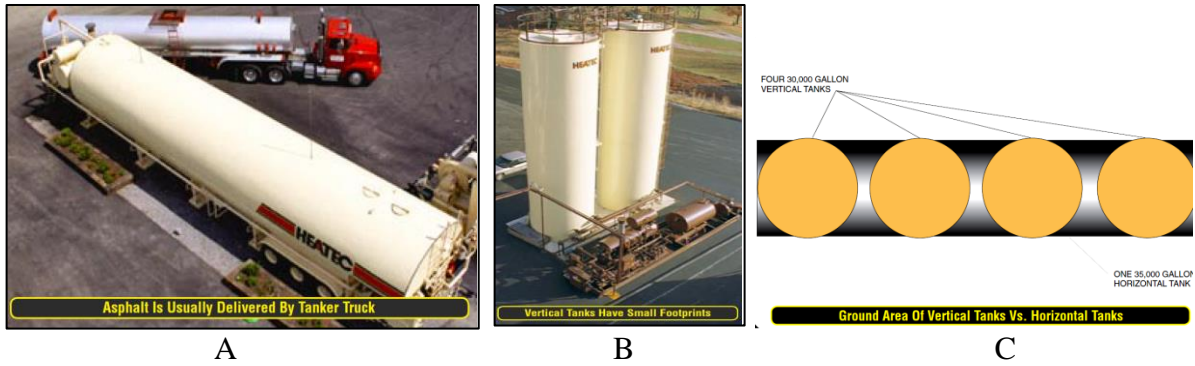 HEATEC
Asphalt Is Usually Delivered By Tanker Truck
A
HEATEC
HEATEC
Vertical Tanks Have Small Footprints
B
FOUR 30,000 GALLON
VERTICAL TANKS
ONE 35,000 GALLON
HORIZONTAL TANK
Ground Area Of Vertical Tanks Vs. Horizontal Tanks
C